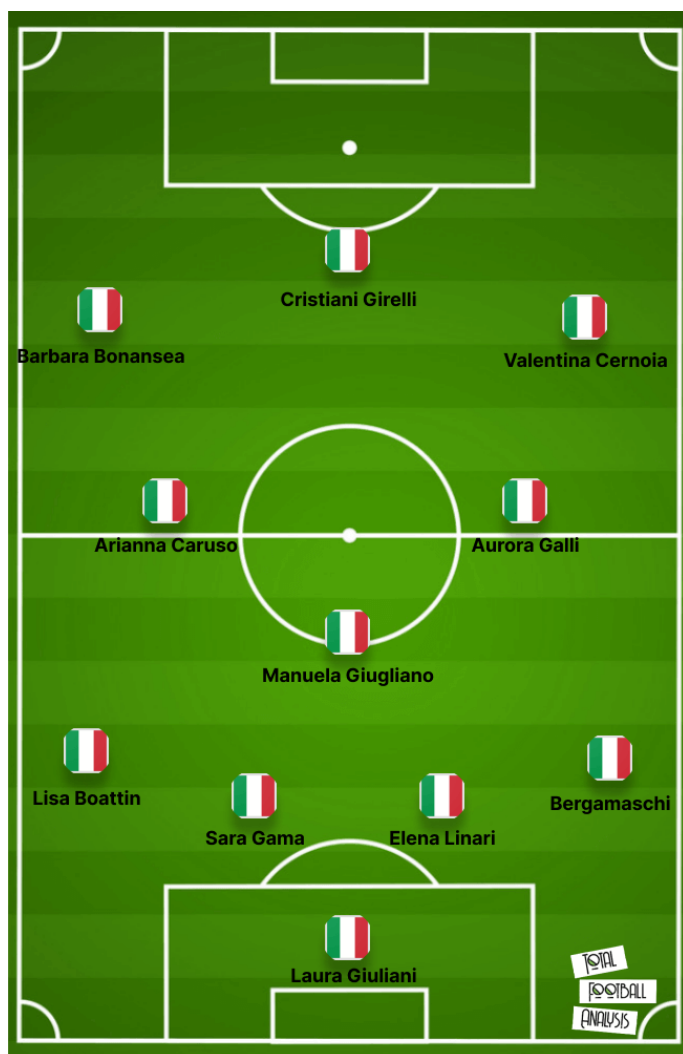 Cristiani Girelli
Barbara Bonansea
Valentina Cernoia
Arianna Caruso
Aurora Galli
Manuela Giugliano
Lisa Boattin
Bergamaschi
Sara Gama
Elena Linari
Laura Giuliani
TOTAL
FOOTBALL
ANALYSIS